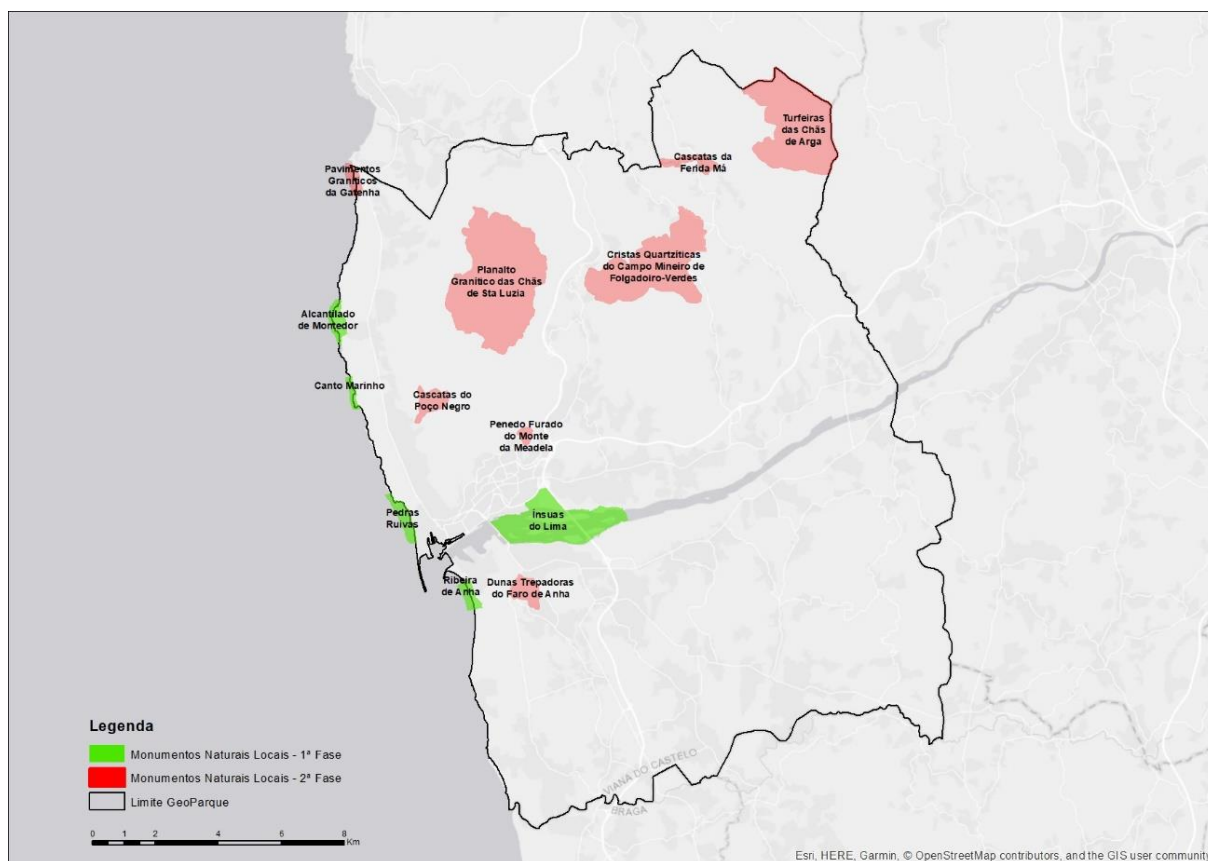 Turfeiras
das Chãs
de Arga
Cascatas da
Ferida Má
Pavimentos
Graníticos
da Gatenha
Cristas Quartzíticas
do Campo Mineiro de
Folgadoiro-Verdes
Planalto
Granítico das Chãs
de Sta Luzia
Alcantilado
de Montedor
Canto Marinho
Cascatas do
Poço Negro
Penedo Furado
do Monte
da Meadela
Pedras
Ruivas
Ínsuas
do Lima
Ribeira
de Anha
Dunas Trepadoras
do Faro de Anha
Legenda
Monumentos Naturais Locais - 1ª Fase
Monumentos Naturais Locais - 2ª Fase
Limite GeoParque
0 1 2 4 6 8
Km
VIANA DO CASTELO
BRAGA
Esri, HERE, Garmin, © OpenStreetMap contributors, and the GIS user community